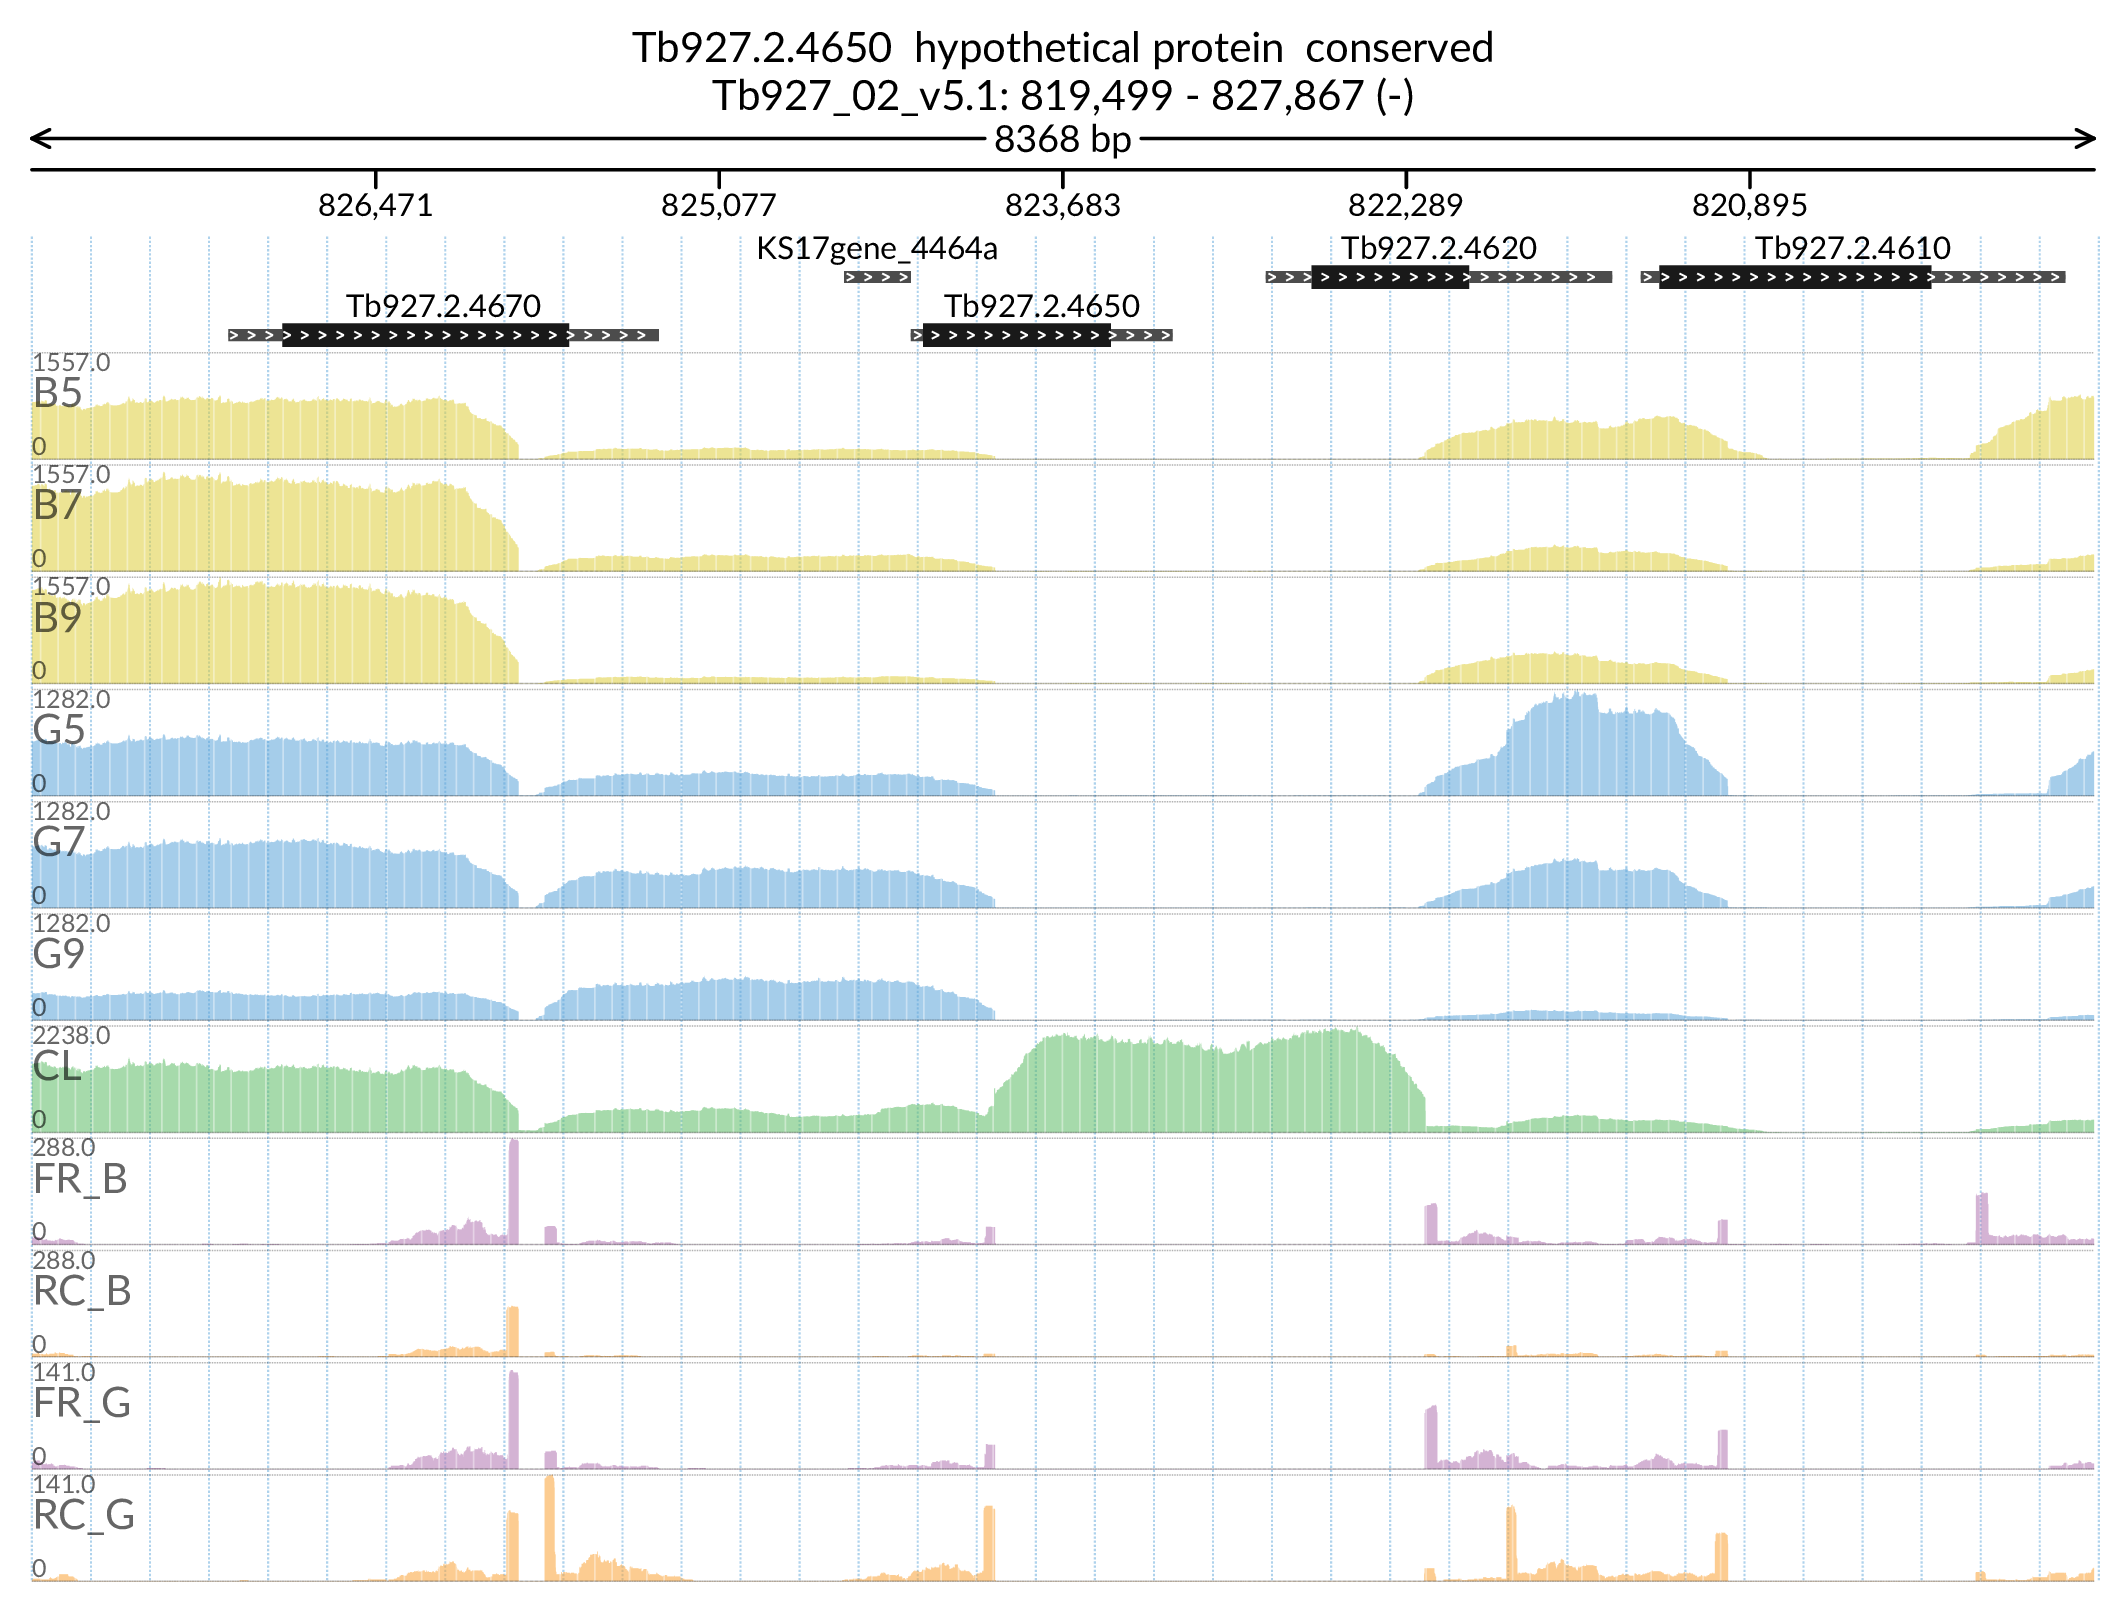 Tb927.2.4650  hypothetical protein  conserved
Tb927_02_v5.1: 819,499 - 827,867 (-)
8368 bp
826,471 825,077 823,683 822,289 820,895
KS17gene_4464a Tb927.2.4620 Tb927.2.4610
Tb927.2.4670 Tb927.2.4650
1557.0
B5
0
1557.0
B7
0
1557.0
B9
0
1282.0
G5
0
1282.0
G7
0
1282.0
G9
0
2238.0
CL
0
288.0
FR_B
0
288.0
RC_B
0
141.0
FR_G
0
141.0
RC_G
0